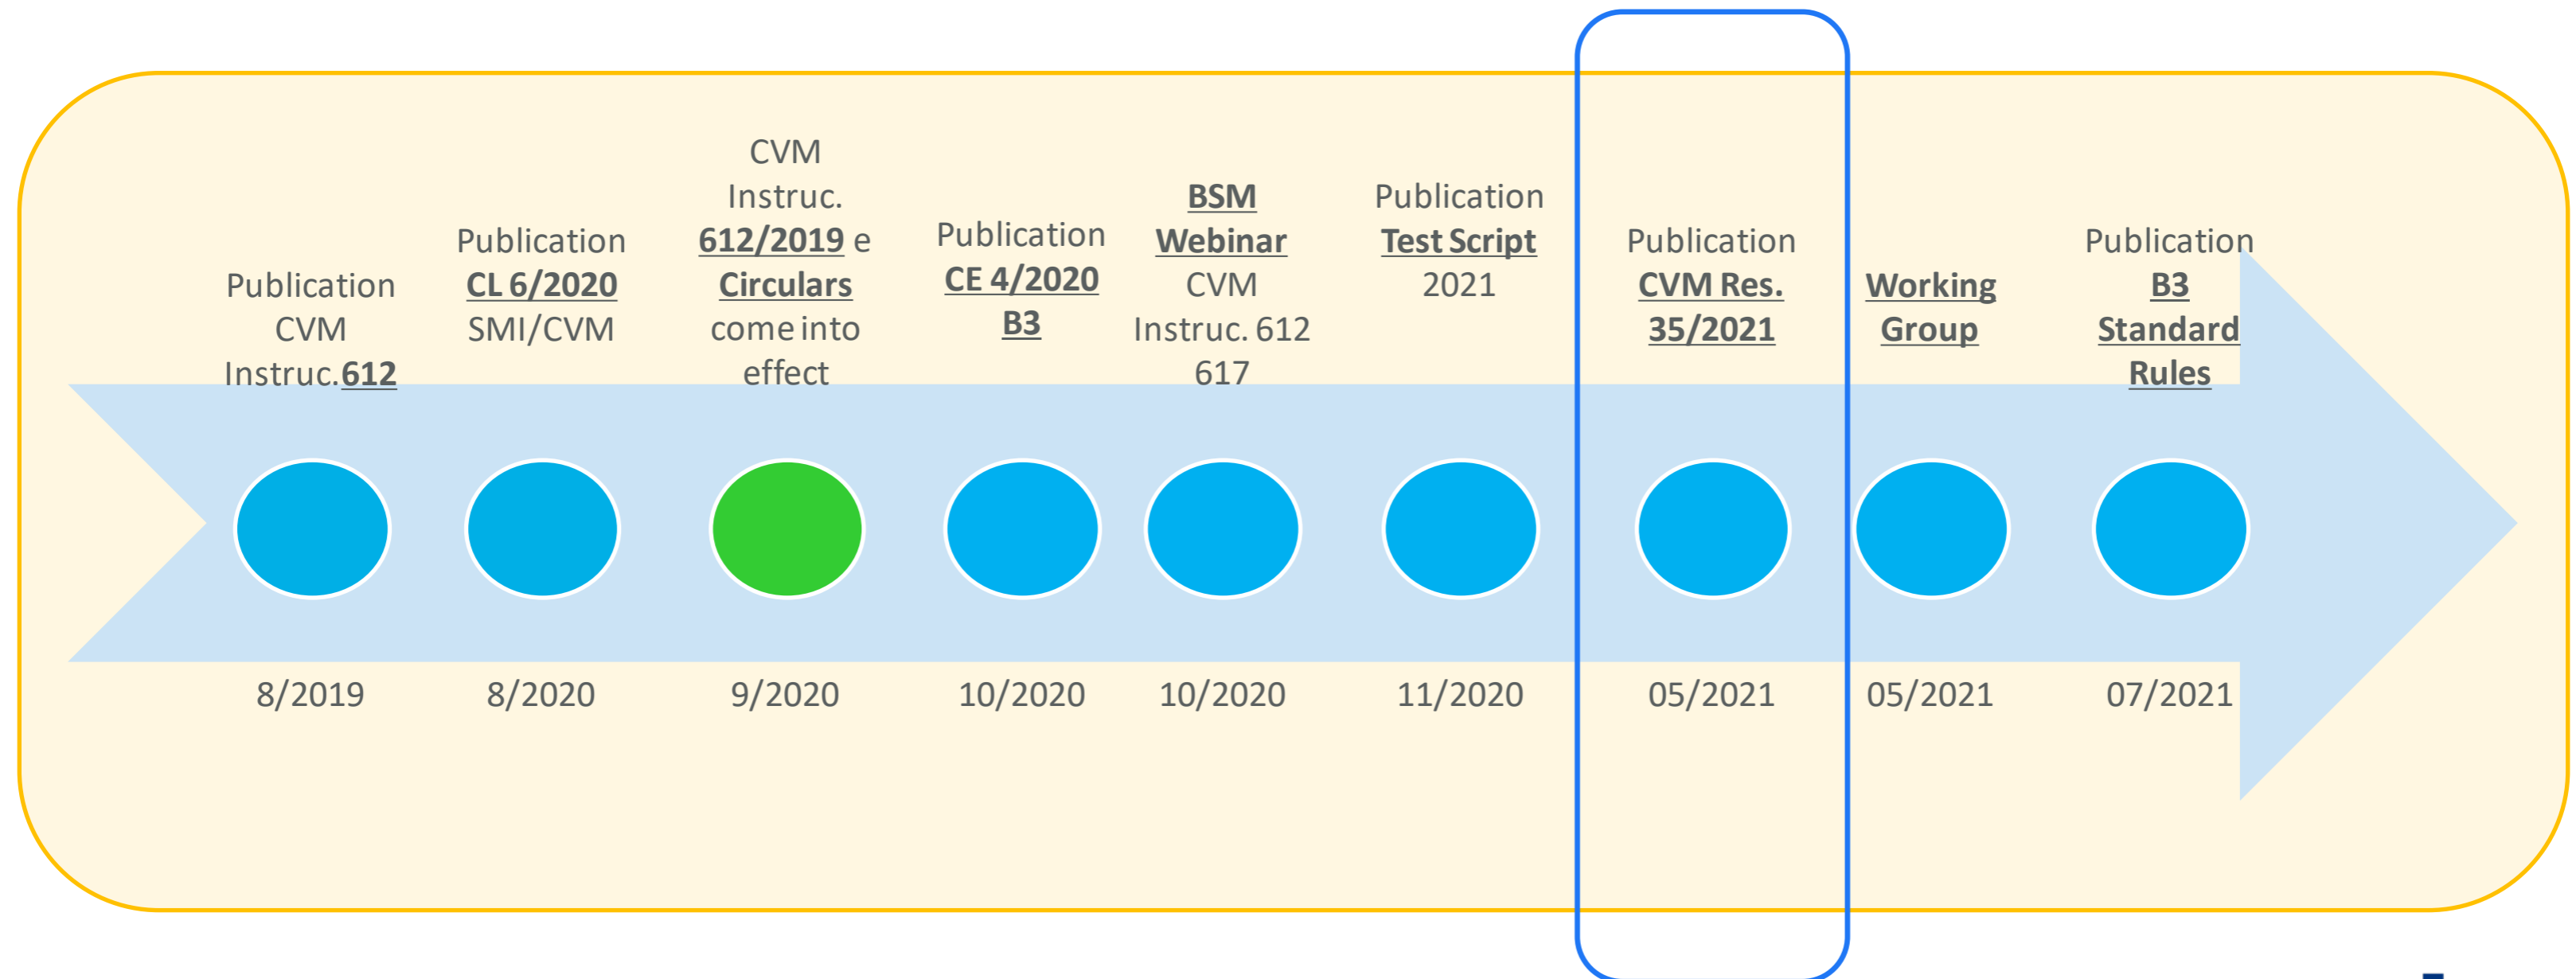 Publication
CVM
Instruc.612
Publication
CL 6/2020
SMI/CVM
CVM
Instruc.
612/2019 e
Circulars
come into
effect
Publication
CE 4/2020
B3
BSM
Webinar
CVM
Instruc. 612
617
Publication
Test Script
2021
Publication
CVM Res.
35/2021
Working
Group
Publication
B3
Standard
Rules
8/2019
8/2020
9/2020
10/2020
10/2020
11/2020
05/2021
05/2021
07/2021